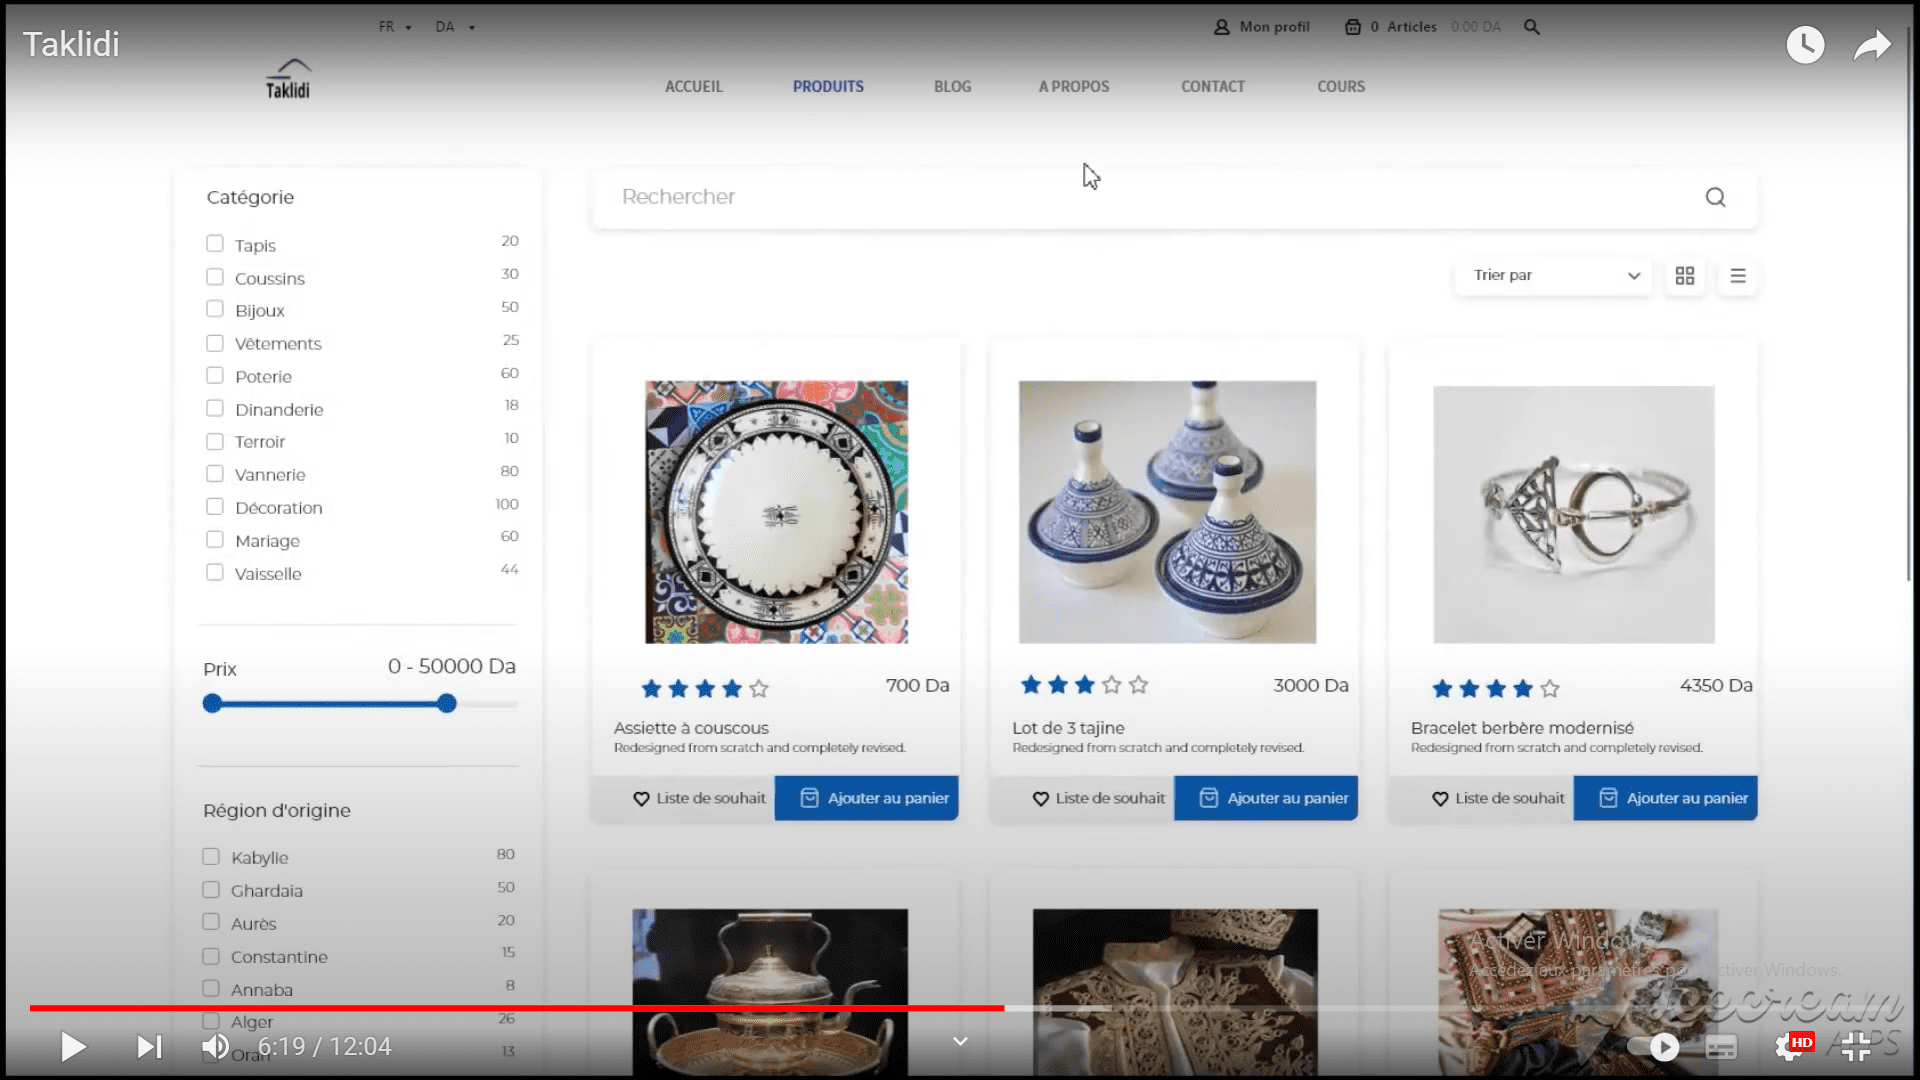 FR DA Mon profil 0 Articles 0.00 DA
Taklidi
Taklidi
ACCUEIL PRODUITS BLOG A PROPOS CONTACT COURS
Catégorie
Tapis 20
Coussins 30
Bijoux 50
Vêtements 25
Poterie 60
Dinanderie 18
Terroir 10
Vannerie 80
Décoration 100
Mariage 60
Vaisselle 44
Prix 0 - 50000 Da
Région d'origine
Kabylie 80
Ghardaia 50
Aurès 20
Constantine 15
Annaba 8
Alger 26
Oran 13
Rechercher
Trier par
700 Da
Assiette à couscous
Redesigned from scratch and completely revised.
Liste de souhait Ajouter au panier
3000 Da
Lot de 3 tajine
Redesigned from scratch and completely revised.
Liste de souhait Ajouter au panier
4350 Da
Bracelet berbère modernisé
Redesigned from scratch and completely revised.
Liste de souhait Ajouter au panier
Activer Windows
Accédez aux paramètres pour activer Windows.
Icecream
APPS
6:19 / 12:04
HD